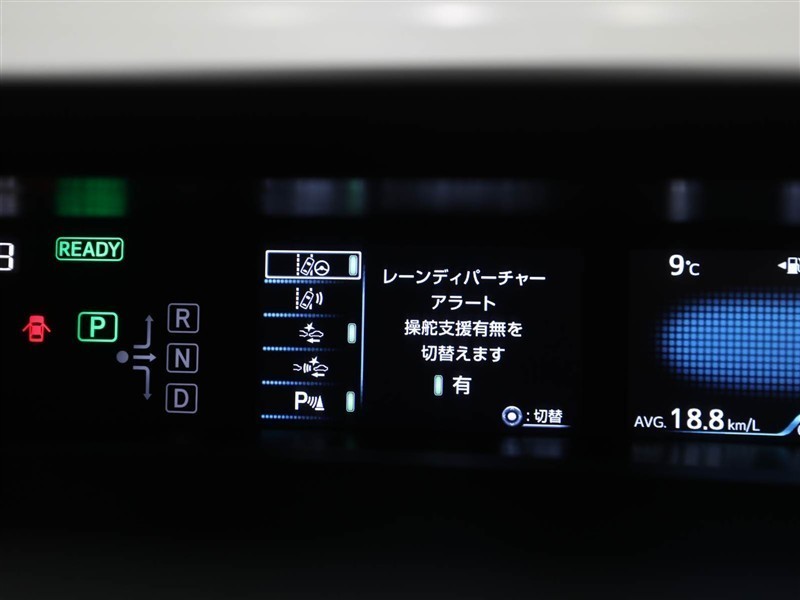 READY
P
R
N
D
P
レーンディパーチャー
アラート
操舵支援有無を
切替えます
有
:切替
9℃
AVG. 18.8 km/L